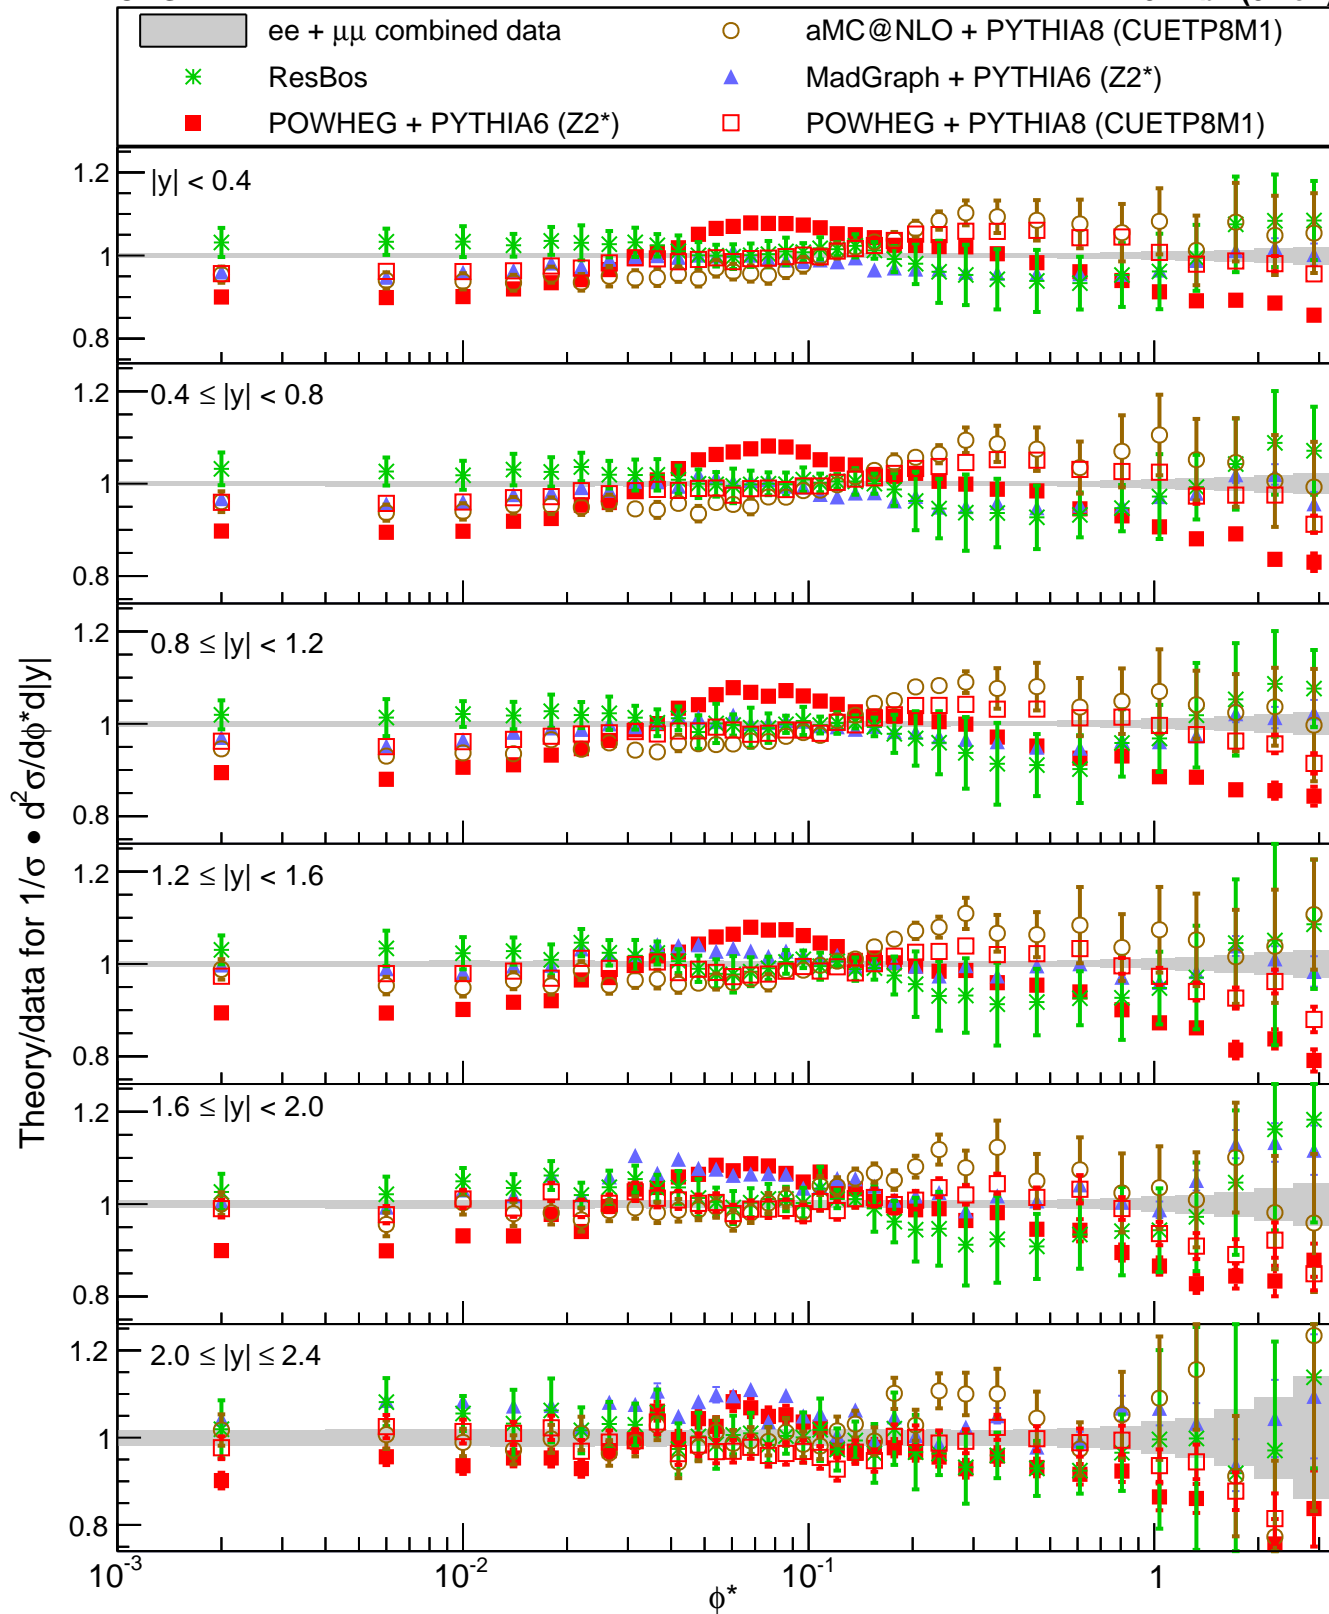 ee + μμ combined data
aMC@NLO + PYTHIA8 (CUETP8M1)
ResBos
MadGraph + PYTHIA6 (Z2*)
POWHEG + PYTHIA6 (Z2*)
POWHEG + PYTHIA8 (CUETP8M1)
Theory/data for 1/σ • d²σ/dϕ*d|y|
|y| < 0.4
1.2
1
0.8
0.4 ≤ |y| < 0.8
1.2
1
0.8
0.8 ≤ |y| < 1.2
1.2
1
0.8
1.2 ≤ |y| < 1.6
1.2
1
0.8
1.6 ≤ |y| < 2.0
1.2
1
0.8
2.0 ≤ |y| ≤ 2.4
1.2
1
0.8
10⁻³ 10⁻² 10⁻¹ 1
ϕ*